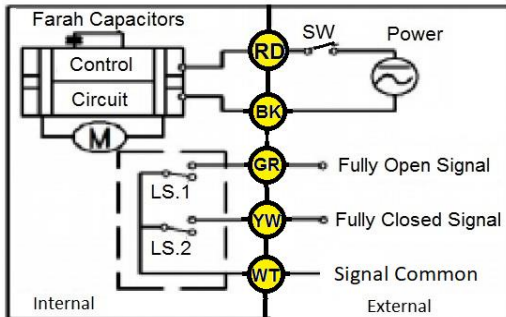 Farah Capacitors
Control
Circuit
M
RD
SW
Power
BK
GR
Fully Open Signal
LS.1
YW
Fully Closed Signal
LS.2
WT
Signal Common
Internal
External